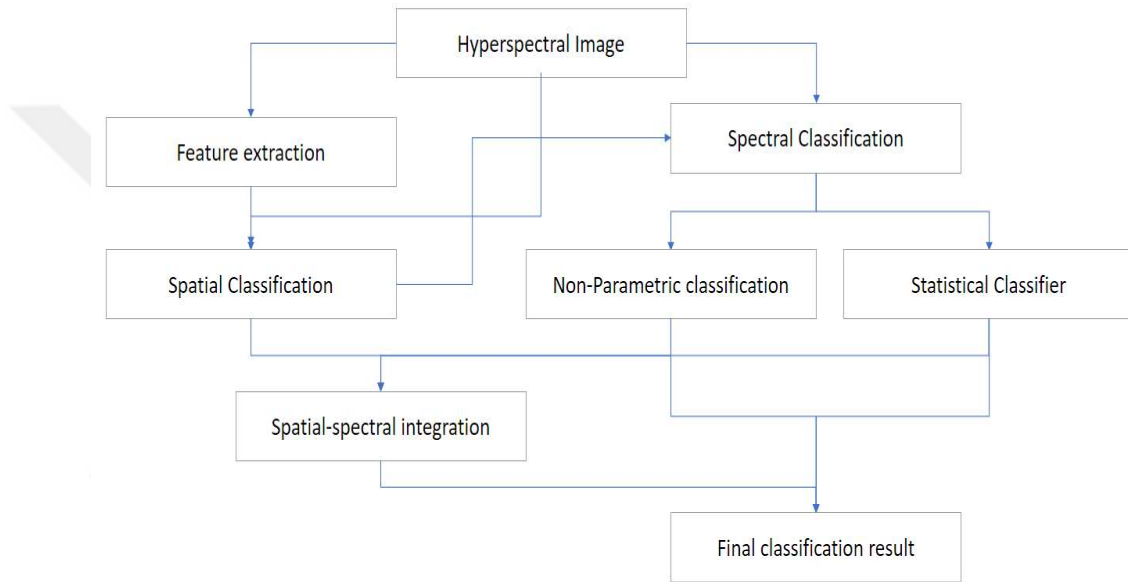 Hyperspectral Image
Feature extraction
Spectral Classification
Spatial Classification
Non-Parametric classification
Statistical Classifier
Spatial-spectral integration
Final classification result